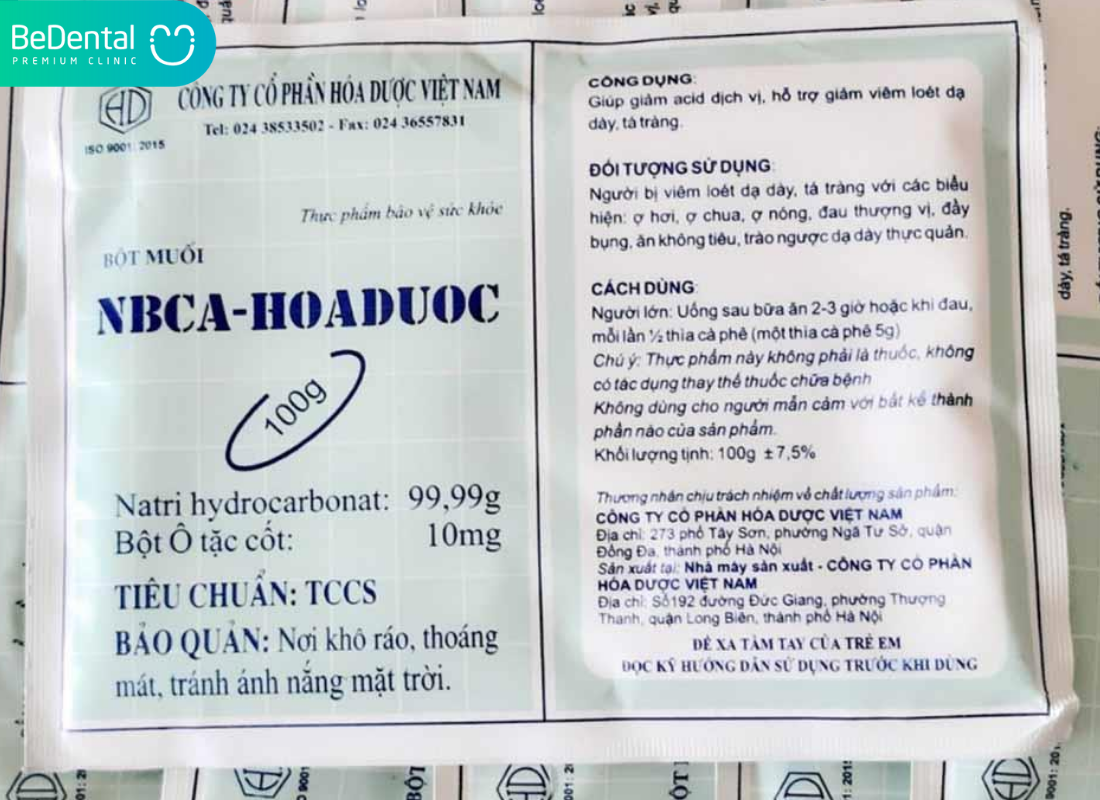 BeDental
PREMIUM CLINIC
HD
ISO 9001: 2015
CÔNG TY CỔ PHẦN HÓA DƯỢC VIỆT NAM
Tel: 024 38533502 - Fax: 024 36557831
Thực phẩm bảo vệ sức khỏe
BỘT MUỐI
NBCA-HOADUOC
100g
Natri hydrocarbonat: 99,99g
Bột Ô tặc cốt: 10mg
TIÊU CHUẨN: TCCS
BẢO QUẢN: Nơi khô ráo, thoáng
mát, tránh ánh nắng mặt trời.
CÔNG DỤNG:
Giúp giảm acid dịch vị, hỗ trợ giảm viêm loét dạ
dày, tá tràng.
ĐỐI TƯỢNG SỬ DỤNG:
Người bị viêm loét dạ dày, tá tràng với các biểu
hiện: ợ hơi, ợ chua, ợ nóng, đau thượng vị, đầy
bụng, ăn không tiêu, trào ngược dạ dày thực quản.
CÁCH DÙNG:
Người lớn: Uống sau bữa ăn 2-3 giờ hoặc khi đau,
mỗi lần ½ thìa cà phê (một thìa cà phê 5g)
Chú ý: Thực phẩm này không phải là thuốc, không
có tác dụng thay thế thuốc chữa bệnh
Không dùng cho người mẫn cảm với bất kể thành
phần nào của sản phẩm.
Khối lượng tịnh: 100g ±7,5%
Thương nhân chịu trách nhiệm về chất lượng sản phẩm:
CÔNG TY CỔ PHẦN HÓA DƯỢC VIỆT NAM
Địa chỉ: 273 phố Tây Sơn, phường Ngã Tư Sở, quận
Đống Đa, thành phố Hà Nội
Sản xuất tại: Nhà máy sản xuất - CÔNG TY CỔ PHẦN
HÓA DƯỢC VIỆT NAM
Địa chỉ: Số192 đường Đức Giang, phường Thượng
Thanh, quận Long Biên, thành phố Hà Nội
ĐỂ XA TẦM TAY CỦA TRẺ EM
ĐỌC KỸ HƯỚNG DẪN SỬ DỤNG TRƯỚC KHI DÙNG
dày, tá tràng.